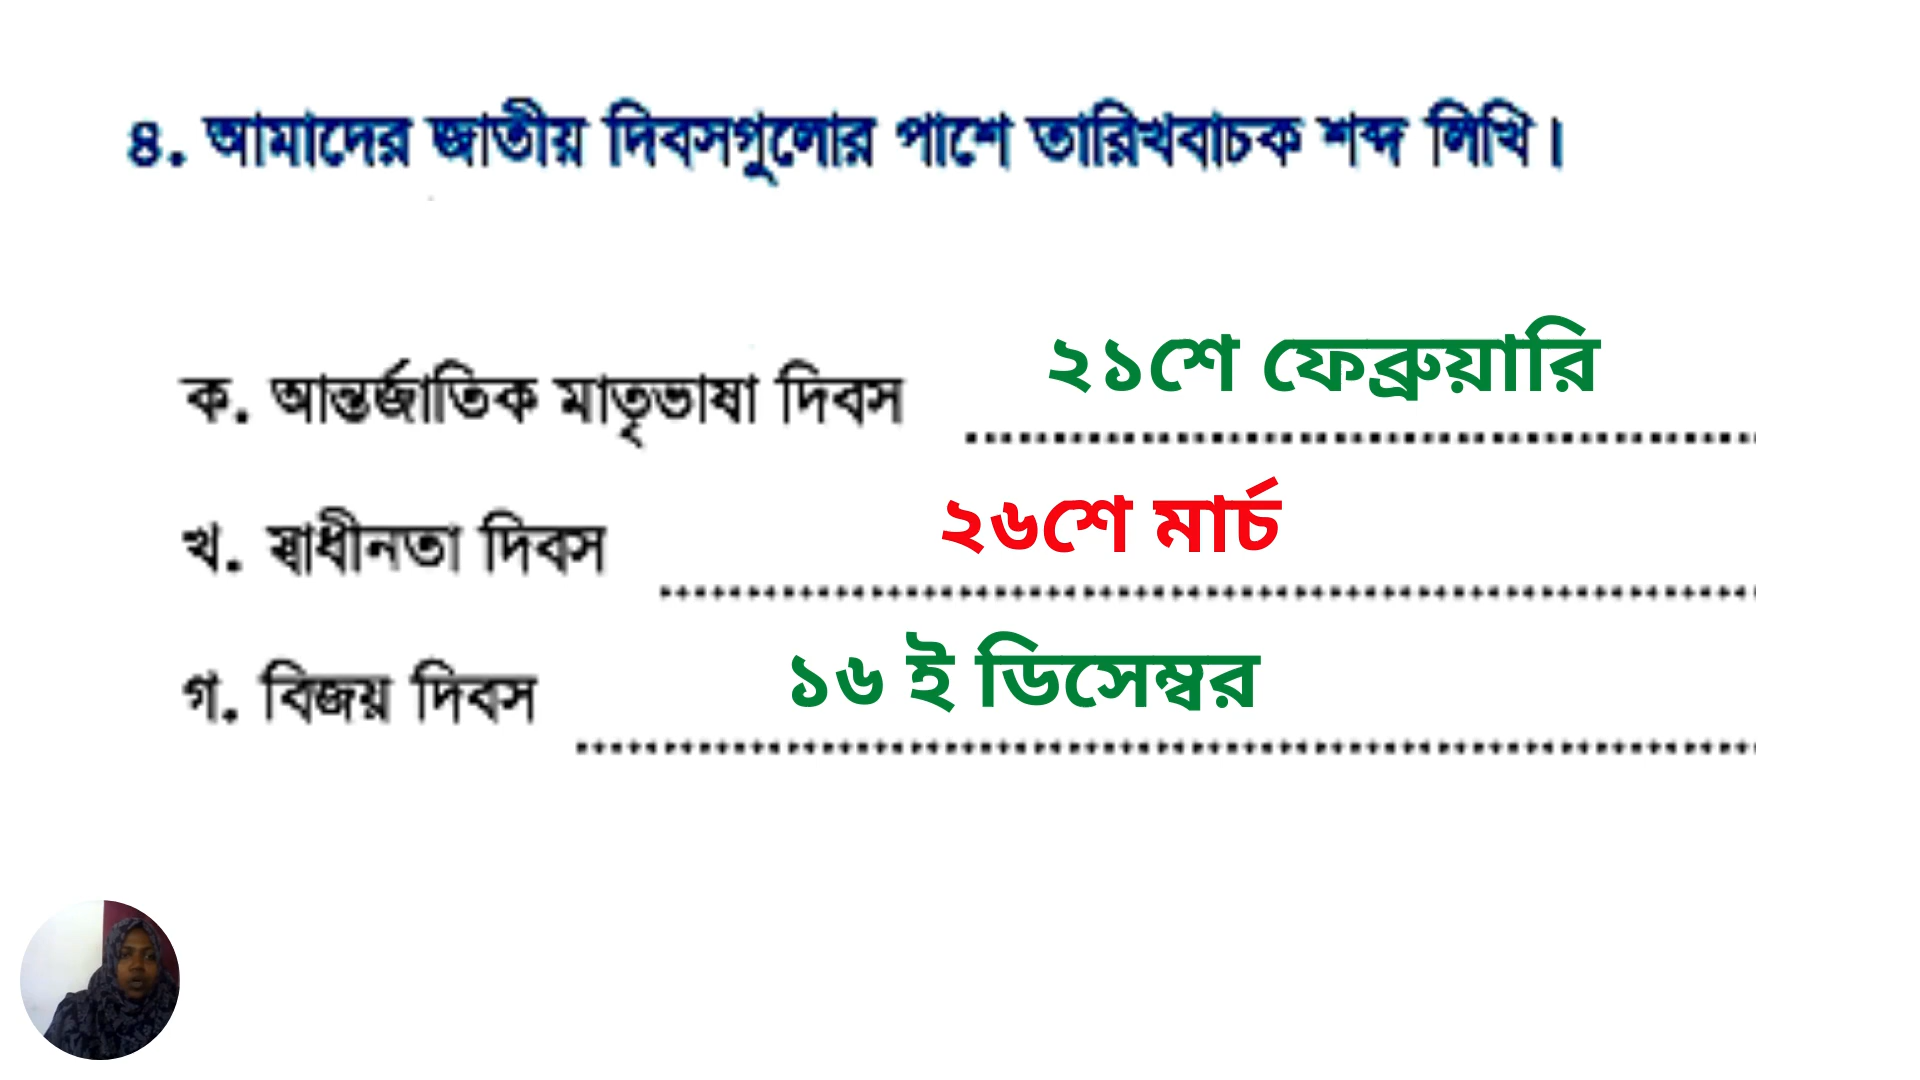 ৪. আমাদের জাতীয় দিবসগুলোর পাশে তারিখবাচক শব্দ লিখি।
ক. আন্তর্জাতিক মাতৃভাষা দিবস ২১শে ফেব্রুয়ারি
খ. স্বাধীনতা দিবস ২৬শে মার্চ
গ. বিজয় দিবস ১৬ ই ডিসেম্বর